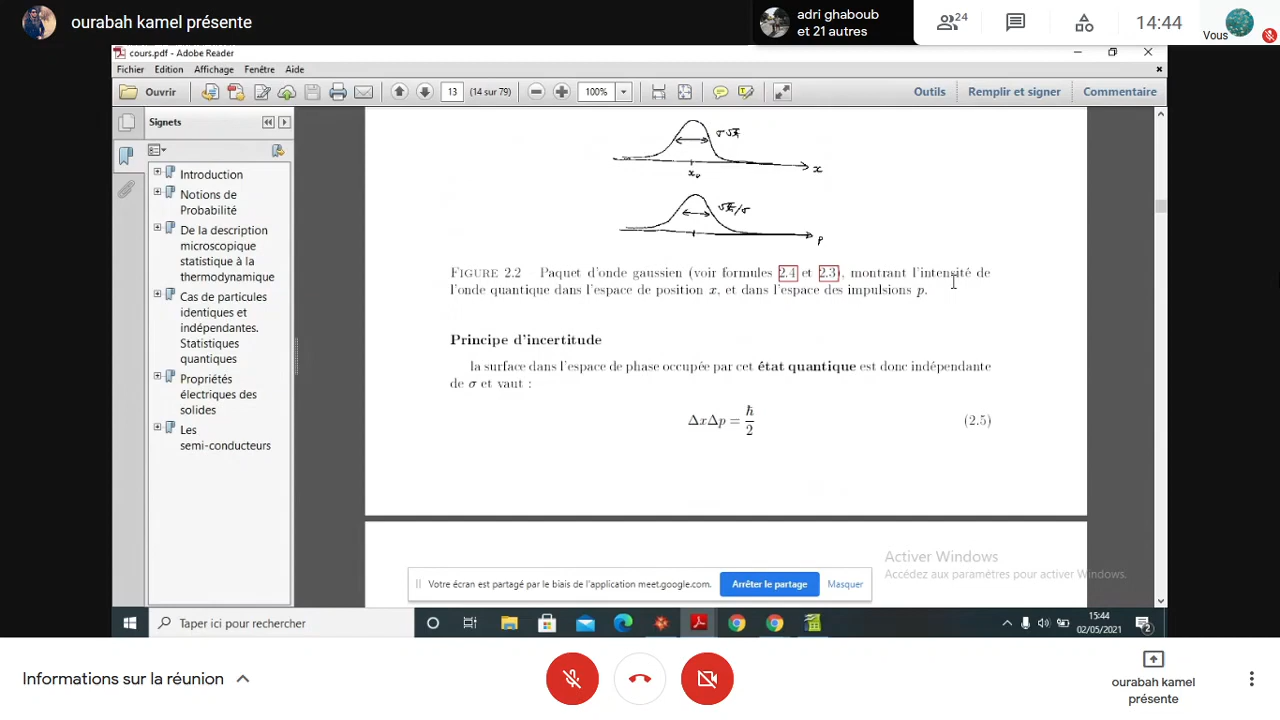 ourabah kamel présente
adri ghaboub
et 21 autres
24
14:44
Vous
cours.pdf - Adobe Reader
Fichier Edition Affichage Fenêtre Aide
Ouvrir
13 (14 sur 79)
100%
Outils Remplir et signer Commentaire
Signets
Introduction
Notions de
Probabilité
De la description
microscopique
statistique à la
thermodynamique
Cas de particules
identiques et
indépendantes.
Statistiques
quantiques
Propriétés
électriques des
solides
Les
semi-conducteurs
x₀
x
p
FIGURE 2.2 Paquet d'onde gaussien (voir formules 2.4 et 2.3), montrant l'intensité de
l'onde quantique dans l'espace de position x, et dans l'espace des impulsions p.
Principe d'incertitude
la surface dans l'espace de phase occupée par cet état quantique est donc indépendante
de σ et vaut :
ΔxΔp = ℏ/2 (2.5)
Activer Windows
Accédez aux paramètres pour activer Windows.
Votre écran est partagé par le biais de l'application meet.google.com.
Arrêter le partage
Masquer
Taper ici pour rechercher
15:44
02/05/2021
2
Informations sur la réunion
ourabah kamel
présente